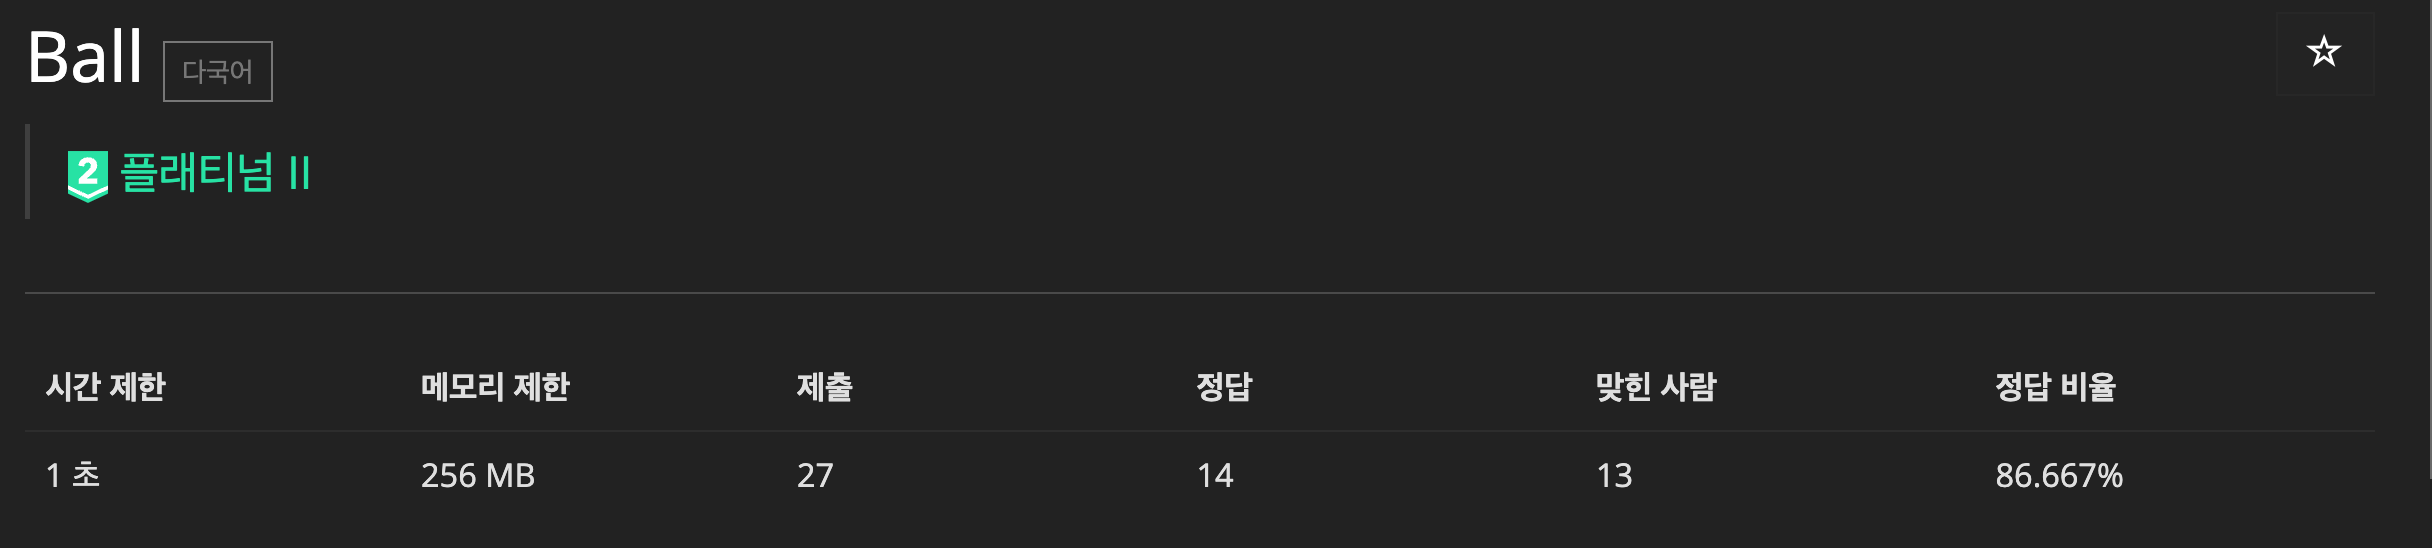 Ball 다국어
2 플래티넘 II
시간 제한 메모리 제한 제출 정답 맞힌 사람 정답 비율
1 초 256 MB 27 14 13 86.667%